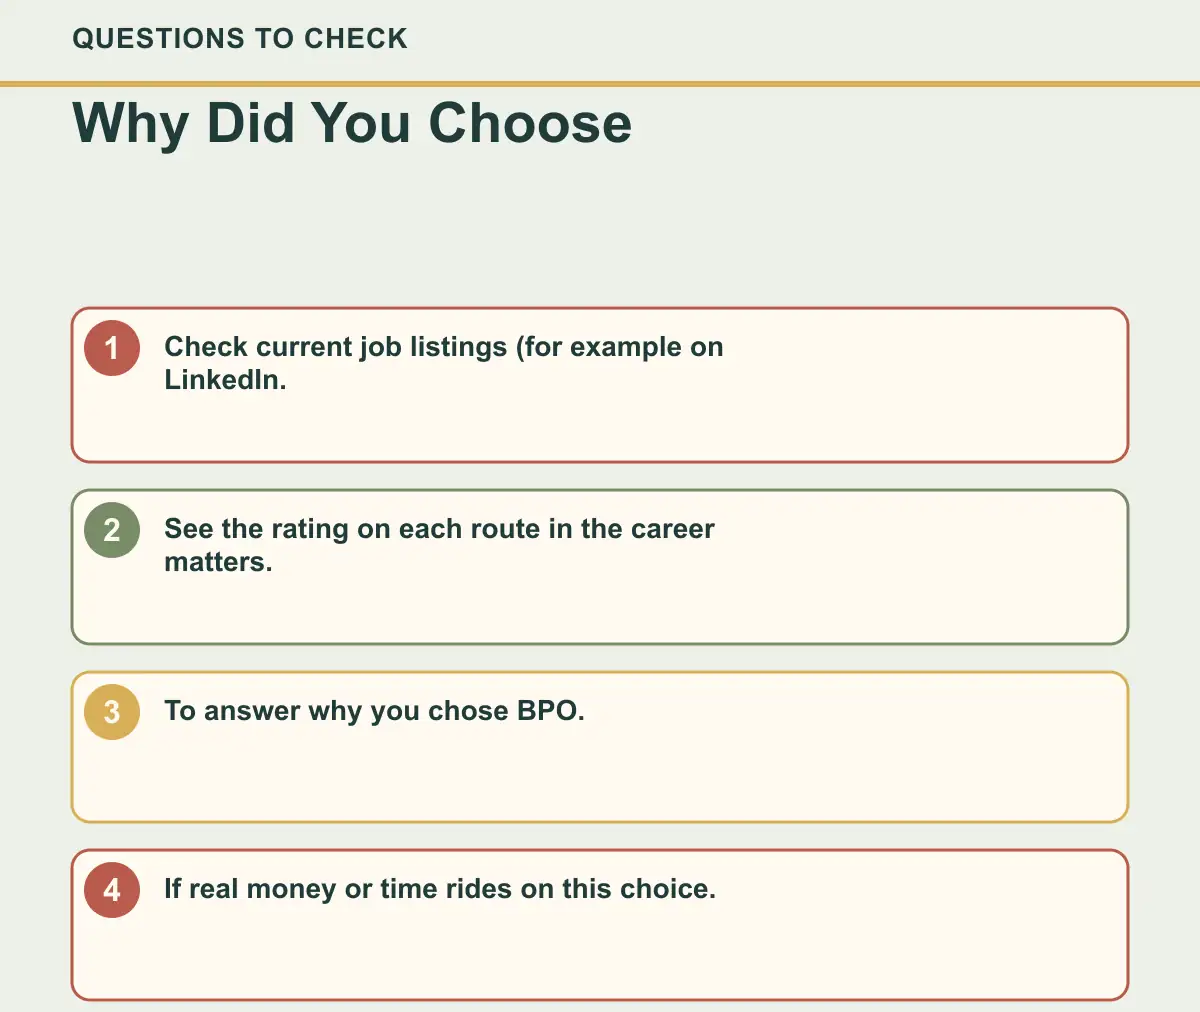 QUESTIONS TO CHECK
Why Did You Choose
1
Check current job listings (for example on
LinkedIn.
2
See the rating on each route in the career
matters.
3
To answer why you chose BPO.
4
If real money or time rides on this choice.